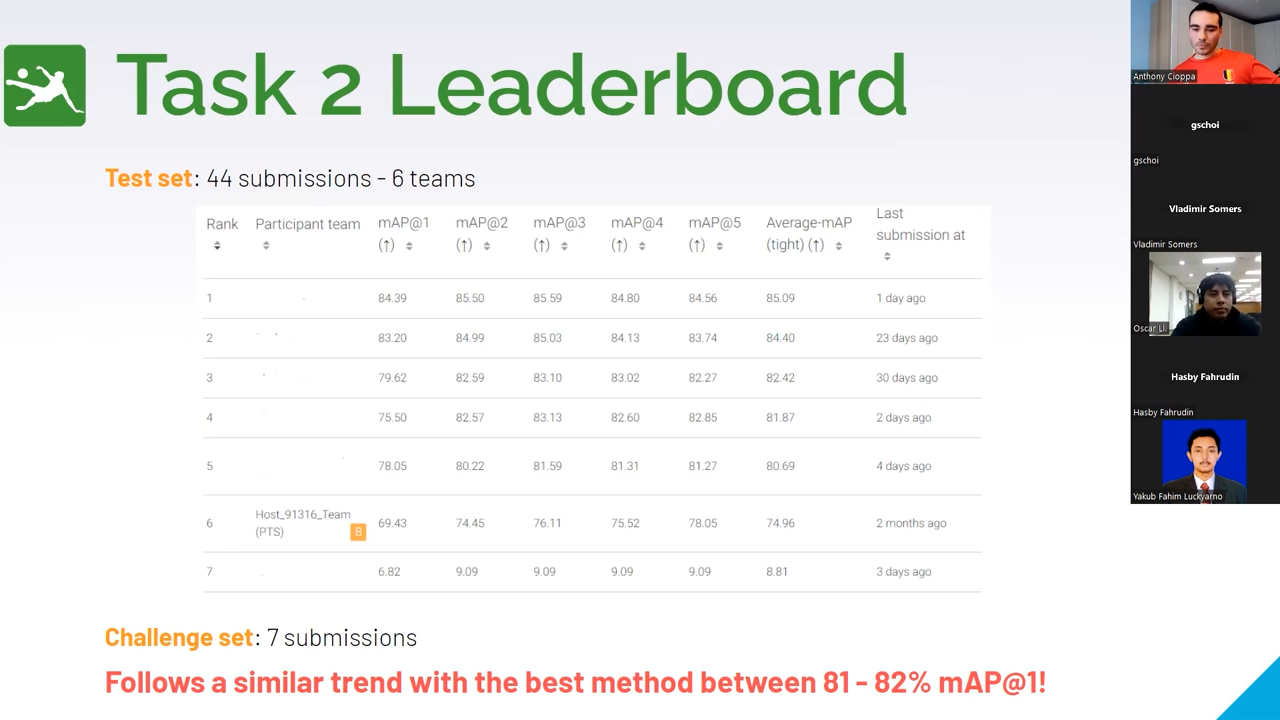 Task 2 Leaderboard
Test set: 44 submissions - 6 teams
Rank Participant team mAP@1 (↑) mAP@2 (↑) mAP@3 (↑) mAP@4 (↑) mAP@5 (↑) Average-mAP (tight) (↑) Last submission at
1 84.39 85.50 85.59 84.80 84.56 85.09 1 day ago
2 83.20 84.99 85.03 84.13 83.74 84.40 23 days ago
3 79.62 82.59 83.10 83.02 82.27 82.42 30 days ago
4 75.50 82.57 83.13 82.60 82.85 81.87 2 days ago
5 78.05 80.22 81.59 81.31 81.27 80.69 4 days ago
6 Host_91316_Team (PTS) B 69.43 74.45 76.11 75.52 78.05 74.96 2 months ago
7 6.82 9.09 9.09 9.09 9.09 8.81 3 days ago
Challenge set: 7 submissions
Follows a similar trend with the best method between 81 - 82% mAP@1!
Anthony Cioppa
gschoi
gschoi
Vladimir Somers
Vladimir Somers
Oscar Ll.
Hasby Fahrudin
Hasby Fahrudin
Yakub Fahim Luckyarno